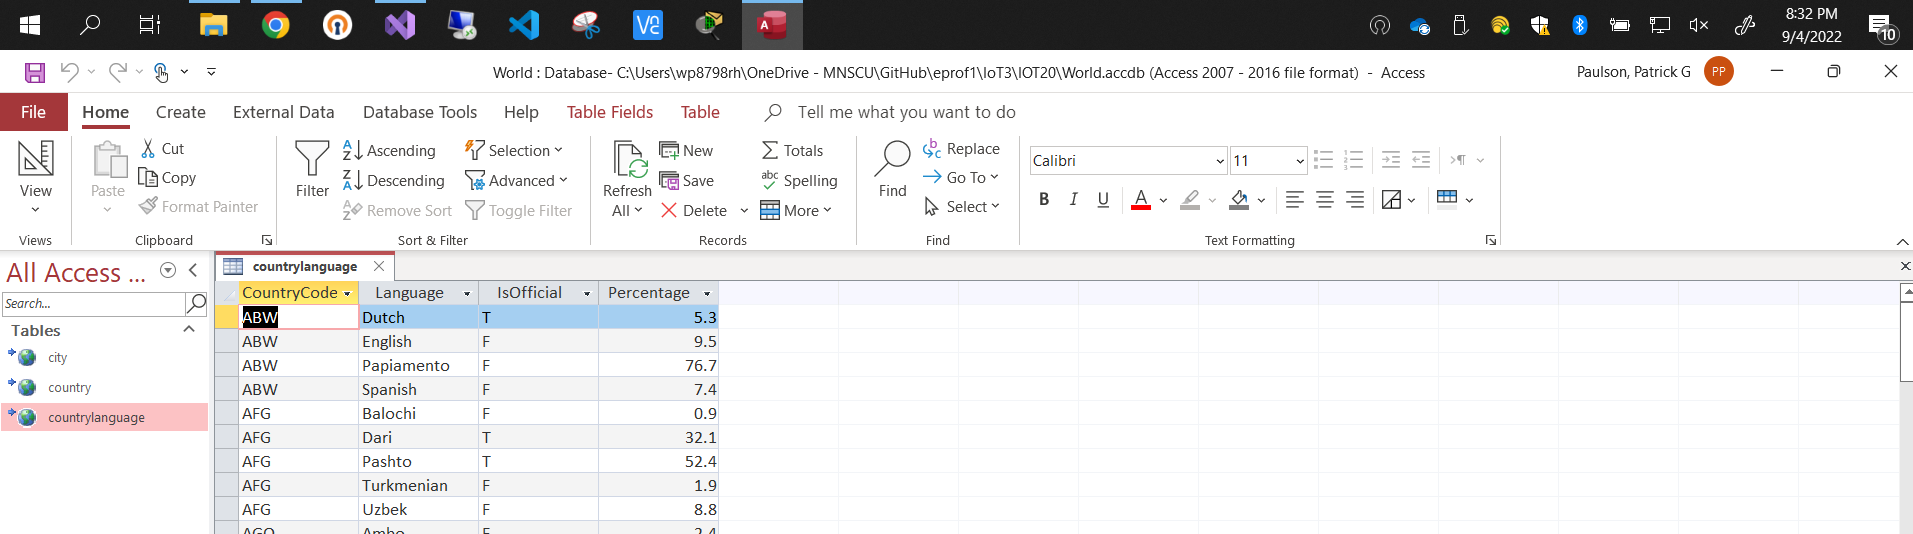 8:32 PM
9/4/2022
10
World : Database- C:\Users\wp8798rh\OneDrive - MNSCU\GitHub\eprof1\IoT3\IOT20\World.accdb (Access 2007 - 2016 file format) - Access
Paulson, Patrick G
PP
File Home Create External Data Database Tools Help Table Fields Table Tell me what you want to do
View
Views
Paste
Cut
Copy
Format Painter
Clipboard
Filter
Ascending
Descending
Remove Sort
Selection
Advanced
Toggle Filter
Sort & Filter
Refresh
All
New
Save
Delete
Totals
Spelling
More
Records
Find
Replace
Go To
Select
Find
Calibri 11
B I U A
Text Formatting
All Access ...
Search...
Tables
city
country
countrylanguage
countrylanguage
CountryCode Language IsOfficial Percentage
ABW Dutch T 5.3
ABW English F 9.5
ABW Papiamento F 76.7
ABW Spanish F 7.4
AFG Balochi F 0.9
AFG Dari T 32.1
AFG Pashto T 52.4
AFG Turkmenian F 1.9
AFG Uzbek F 8.8